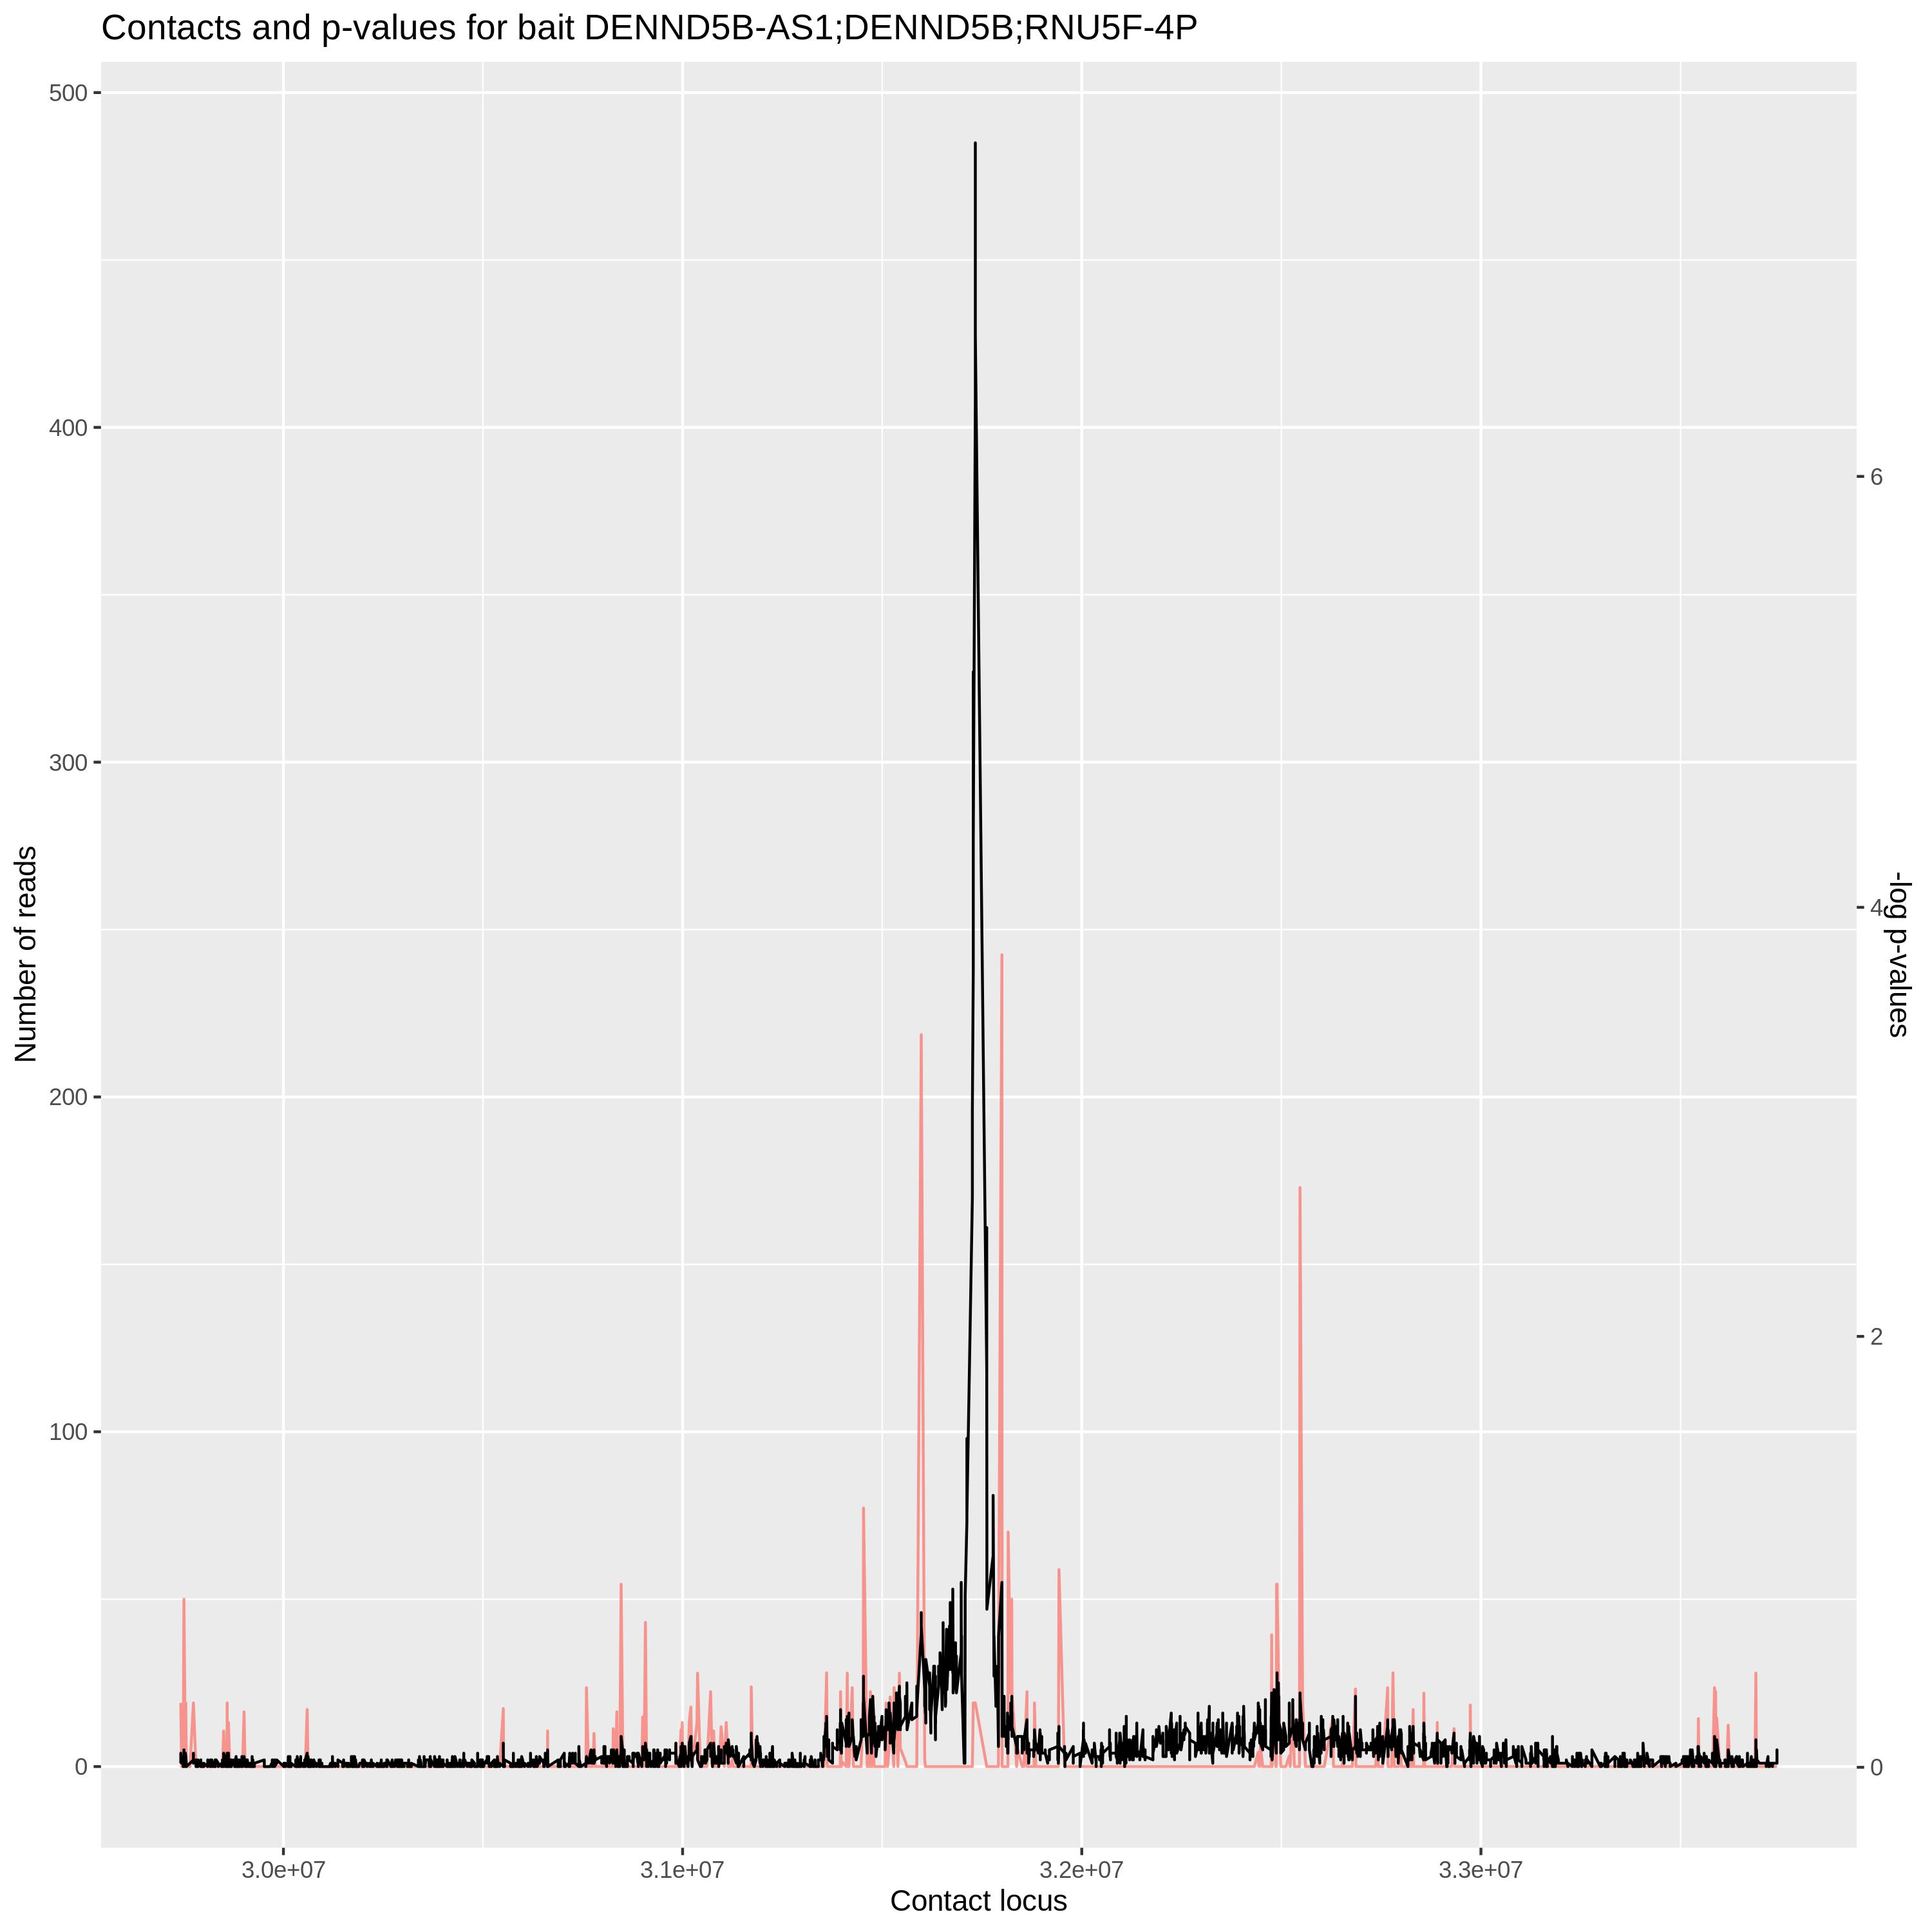 Contacts and p-values for bait DENND5B-AS1;DENND5B;RNU5F-4P
500
400
300
200
100
0
Number of reads
6
4
2
0
-log p-values
3.0e+07
3.1e+07
3.2e+07
3.3e+07
Contact locus